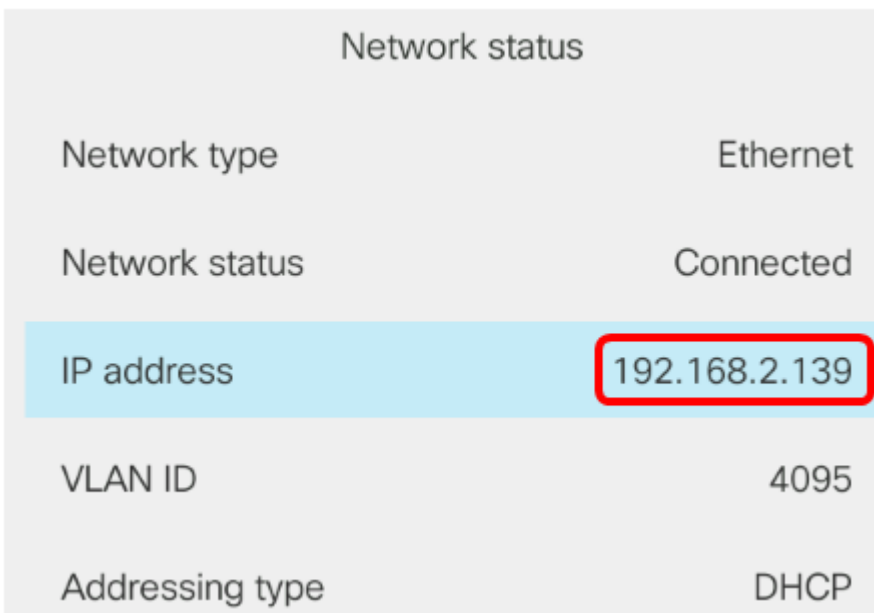 Network status
Network type Ethernet
Network status Connected
IP address 192.168.2.139
VLAN ID 4095
Addressing type DHCP